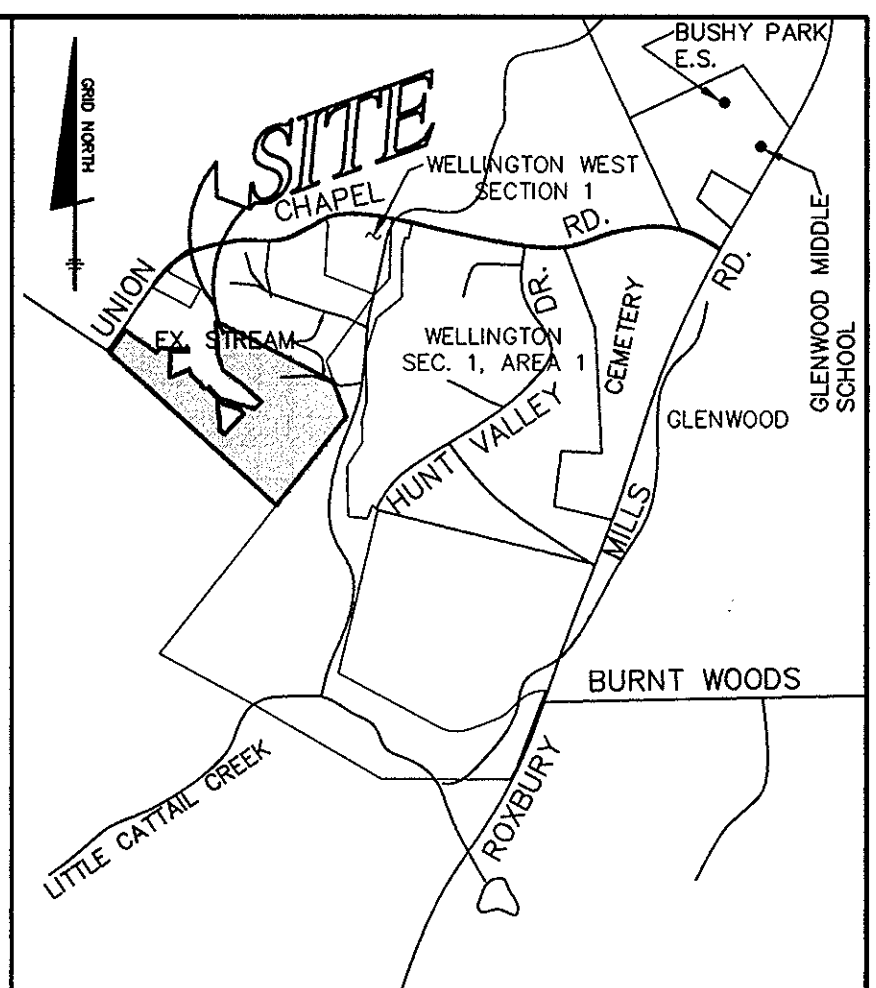 BUSHY PARK
E.S.
GRID NORTH
SITE
WELLINGTON WEST
SECTION 1
CHAPEL
RD.
GLENWOOD MIDDLE
SCHOOL
RD.
UNION
DR.
CEMETERY
EX. STREAM
WELLINGTON
SEC. 1, AREA 1
GLENWOOD
HUNT VALLEY
MILLS
BURNT WOODS
ROXBURY
LITTLE CATTAIL CREEK